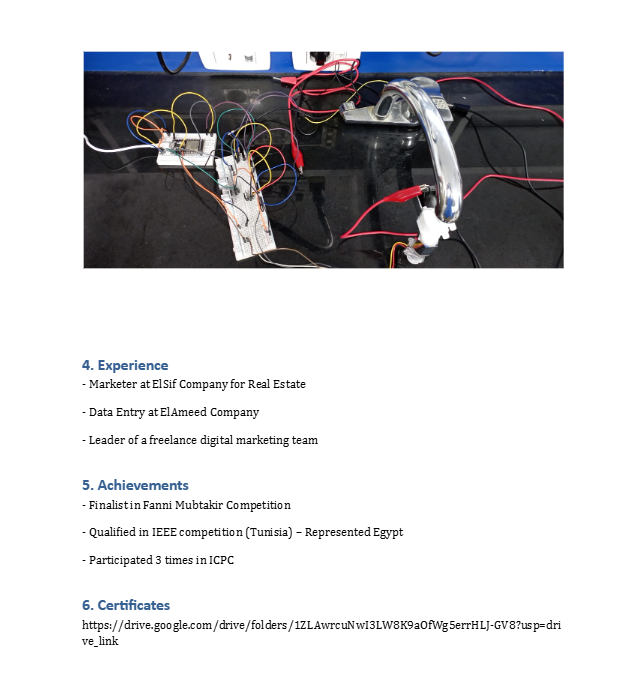 4. Experience
- Marketer at ElSif Company for Real Estate
- Data Entry at ElAmeed Company
- Leader of a freelance digital marketing team
5. Achievements
- Finalist in Fanni Mubtakir Competition
- Qualified in IEEE competition (Tunisia) – Represented Egypt
- Participated 3 times in ICPC
6. Certificates
https://drive.google.com/drive/folders/1ZLAwrcuNwI3LW8K9aOfWg5errHLJ-GV8?usp=dri
ve_link